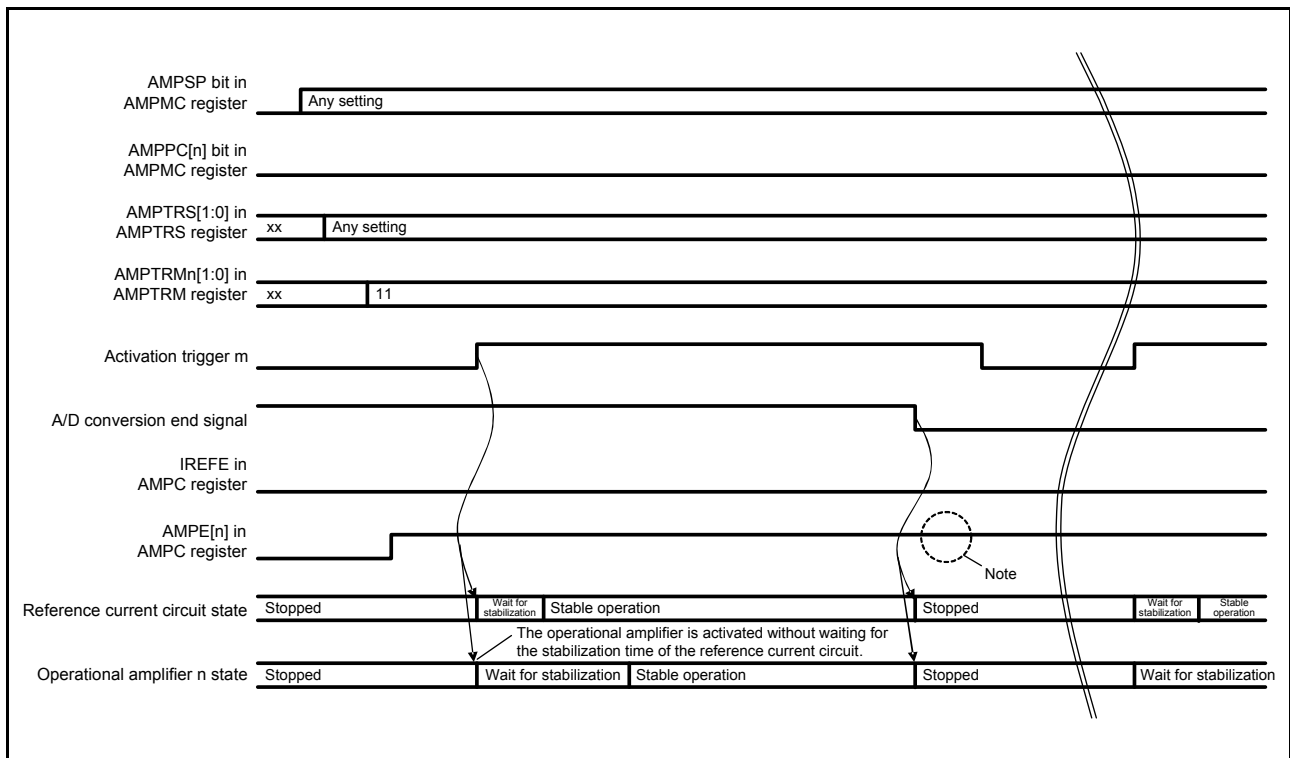 AMPSP bit in
AMPMC register
Any setting
AMPPC[n] bit in
AMPMC register
AMPTRS[1:0] in
AMPTRS register
xx
Any setting
AMPTRMn[1:0] in
AMPTRM register
xx
11
Activation trigger m
A/D conversion end signal
IREFE in
AMPC register
AMPE[n] in
AMPC register
Note
Reference current circuit state
Stopped
Wait for
stabilization
Stable operation
Stopped
Wait for
stabilization
Stable
operation
The operational amplifier is activated without waiting for
the stabilization time of the reference current circuit.
Operational amplifier n state
Stopped
Wait for stabilization
Stable operation
Stopped
Wait for stabilization